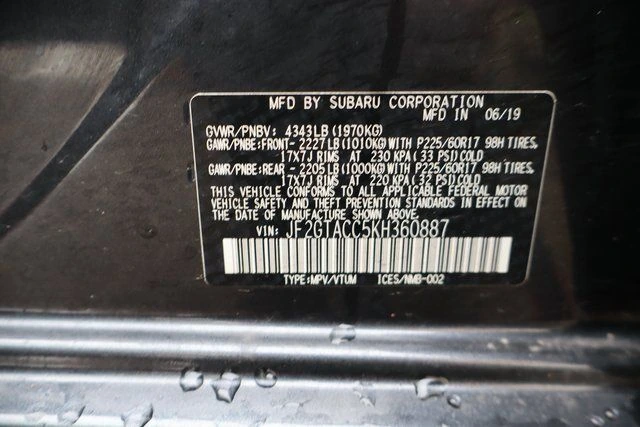 MFD BY SUBARU CORPORATION
MFD IN 06/19
GVWR/PNBV: 4343LB (1970KG)
GAWR/PNBE:FRONT- 2227LB (1010KG) WITH P225/60R17 98H TIRES,
17X7J RIMS AT 230 KPA (33 PSI) COLD
GAWR/PNBE:REAR - 2205LB (1000KG) WITH P225/60R17 98H TIRES,
17X7J RIMS AT 220 KPA (32 PSI) COLD
THIS VEHICLE CONFORMS TO ALL APPLICABLE FEDERAL MOTOR
VEHICLE SAFETY AND THEFT PREVENTION STANDARDS IN EFFECT ON
THE DATE OF MANUFACTURE SHOWN ABOVE.
VIN: JF2GTACC5KH360887
TYPE:MPV/VTUM ICES/NMB-002